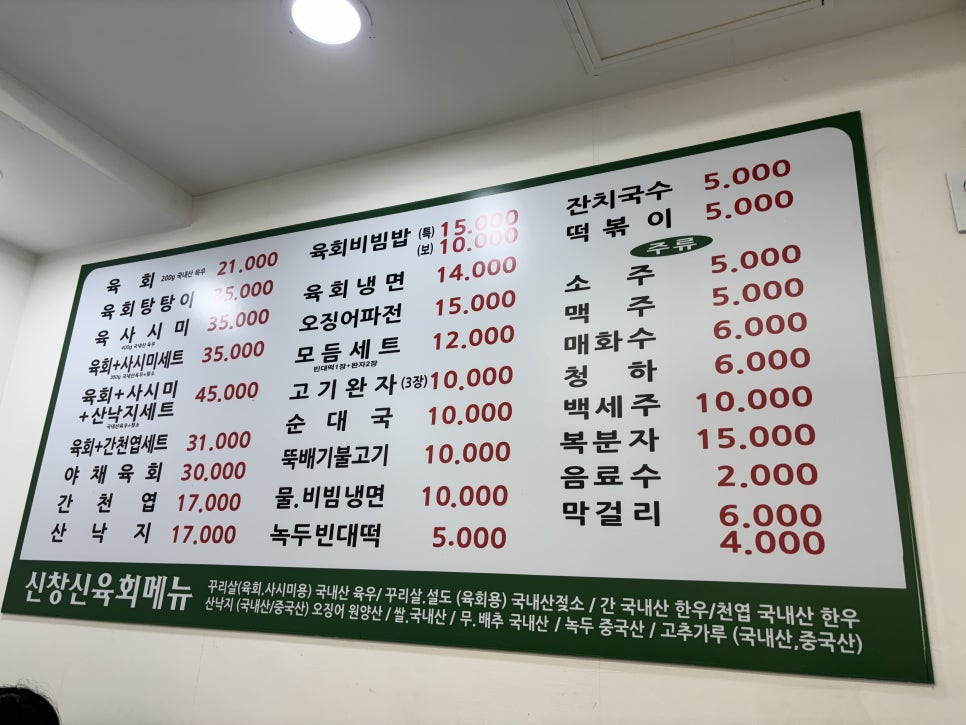 육 회 200g 국내산 육우 21.000
육회탕탕이 35.000
육 사 시 미 35.000
400g 국내산 육우
육회+사시미세트 35.000
육회+사시미 45.000
+산낙지세트
육회+간천엽세트 31.000
야 채 육 회 30.000
간 천 엽 17.000
산 낙 지 17.000
육회비빔밥 (특) 15.000
(보) 10.000
육회냉면 14.000
오징어파전 15.000
모듬세트 12.000
빈대떡1장+완자2장
고기완자 (3장) 10.000
순 대 국 10.000
뚝배기불고기 10.000
물.비빔냉면 10.000
녹두빈대떡 5.000
잔치국수 5.000
떡 볶 이 5.000
주류
소 주 5.000
맥 주 5.000
매화수 6.000
청 하 6.000
백세주 10.000
복분자 15.000
음료수 2.000
막걸리 6.000
4.000
신창신육회메뉴
꾸리살(육회.사시미용) 국내산 육우/ 꾸리살.설도 (육회용) 국내산젖소 / 간 국내산 한우/천엽 국내산 한우
산낙지 (국내산/중국산) 오징어 원양산 / 쌀.국내산 / 무. 배추 국내산 / 녹두 중국산 / 고추가루 (국내산,중국산)